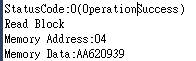 StatusCode:0(OperationSuccess)
Read Block
Memory Address:04
Memory Data:AA620939